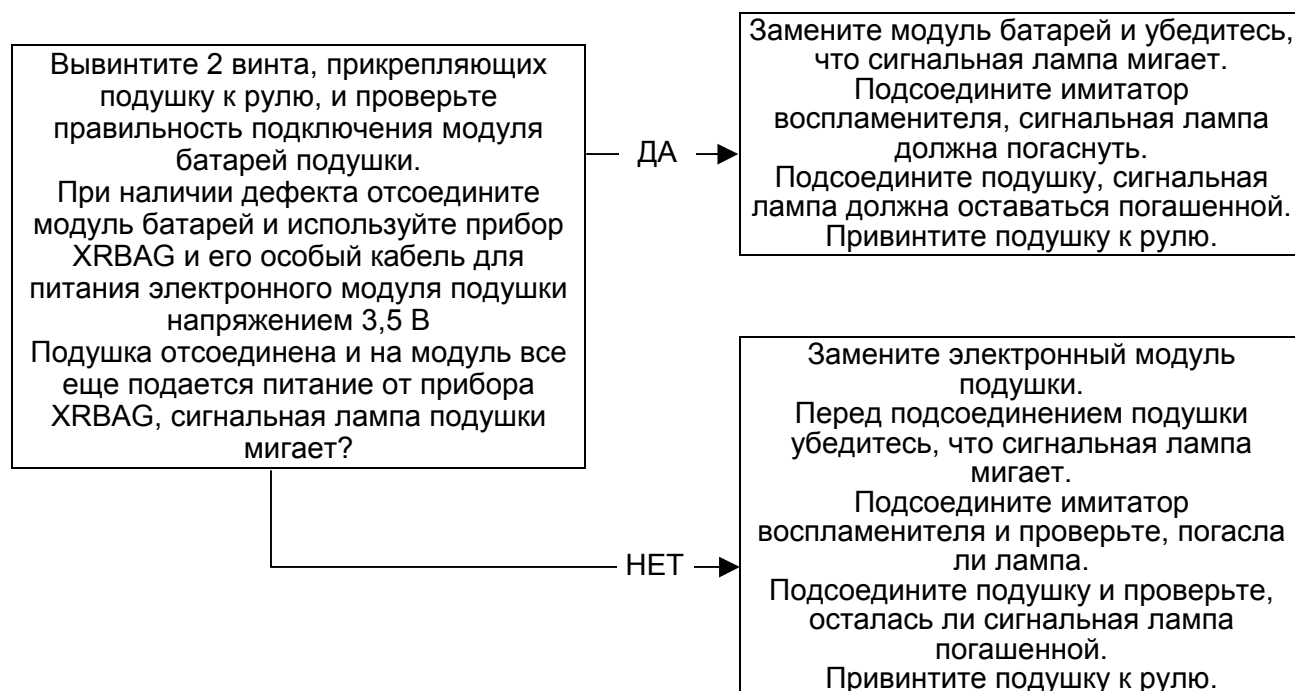 Вывинтите 2 винта, прикрепляющих
подушку к рулю, и проверьте
правильность подключения модуля
батарей подушки.
При наличии дефекта отсоедините
модуль батарей и используйте прибор
XRBAG и его особый кабель для
питания электронного модуля подушки
напряжением 3,5 В
Подушка отсоединена и на модуль все
еще подается питание от прибора
XRBAG, сигнальная лампа подушки
мигает?
ДА
Замените модуль батарей и убедитесь,
что сигнальная лампа мигает.
Подсоедините имитатор
воспламенителя, сигнальная лампа
должна погаснуть.
Подсоедините подушку, сигнальная
лампа должна оставаться погашенной.
Привинтите подушку к рулю.
НЕТ
Замените электронный модуль
подушки.
Перед подсоединением подушки
убедитесь, что сигнальная лампа
мигает.
Подсоедините имитатор
воспламенителя и проверьте, погасла
ли лампа.
Подсоедините подушку и проверьте,
осталась ли сигнальная лампа
погашенной.
Привинтите подушку к рулю.